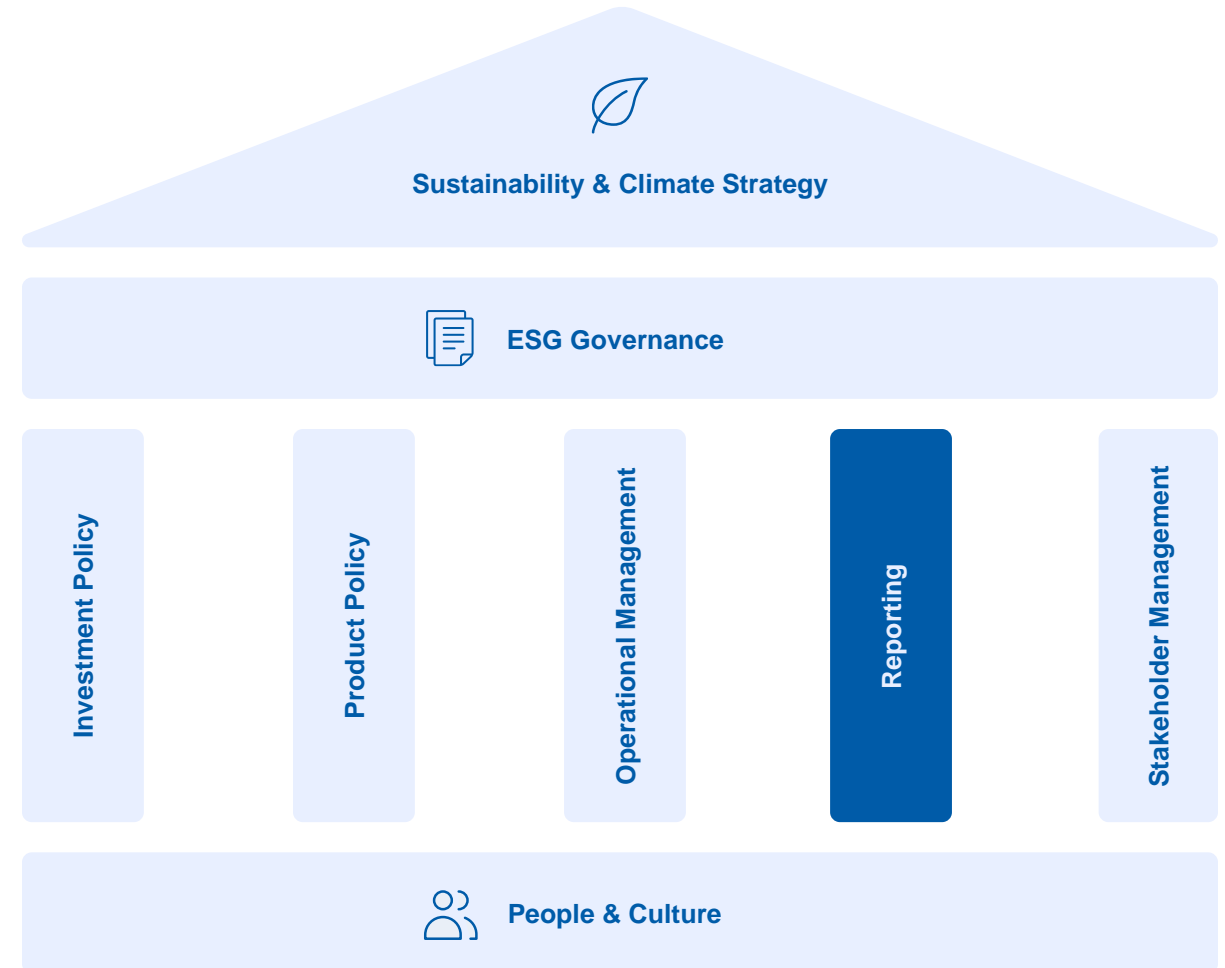 Sustainability & Climate Strategy
ESG Governance
Investment Policy
Product Policy
Operational Management
Reporting
Stakeholder Management
People & Culture